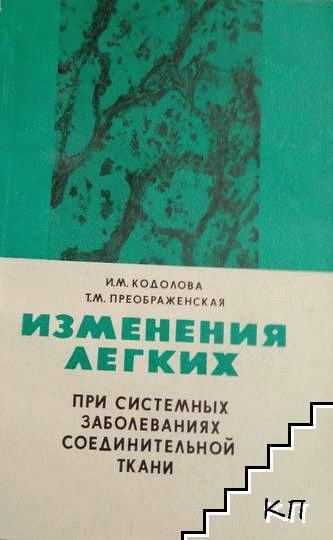 И.М. КОДОЛОВА
Т.М. ПРЕОБРАЖЕНСКАЯ
ИЗМЕНЕНИЯ
ЛЕГКИХ
ПРИ СИСТЕМНЫХ
ЗАБОЛЕВАНИЯХ
СОЕДИНИТЕЛЬНОЙ
ТКАНИ
КП